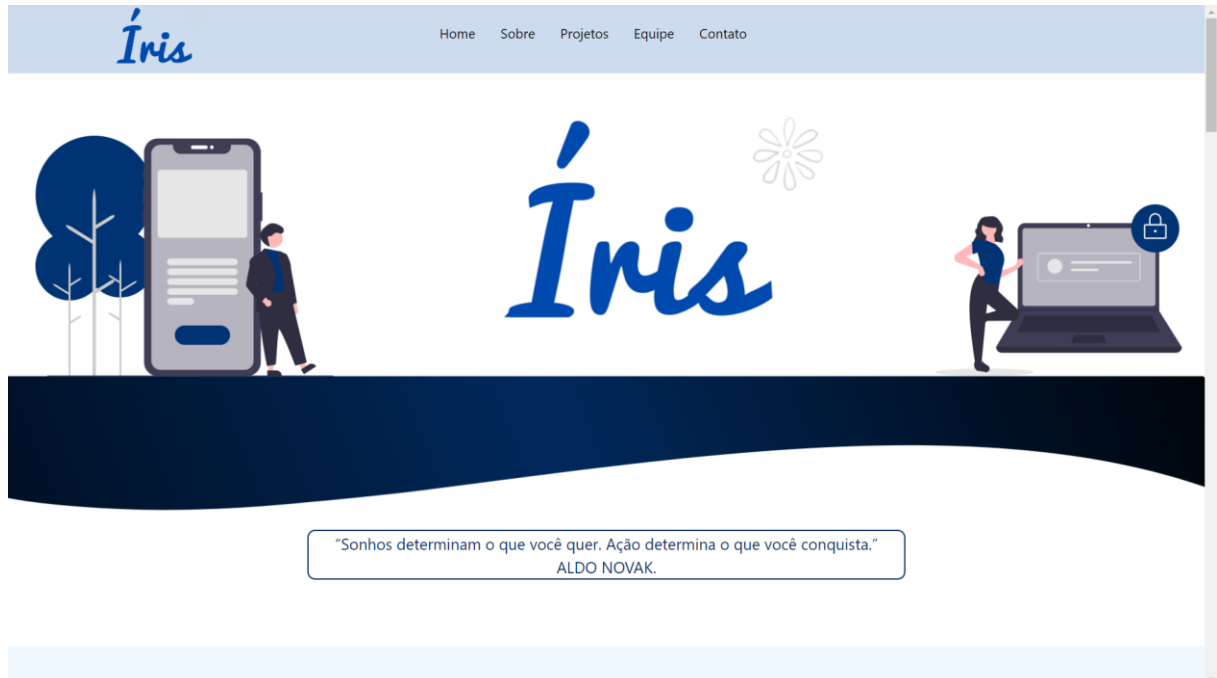 Íris
Home Sobre Projetos Equipe Contato
Íris
“Sonhos determinam o que você quer. Ação determina o que você conquista.”
ALDO NOVAK.